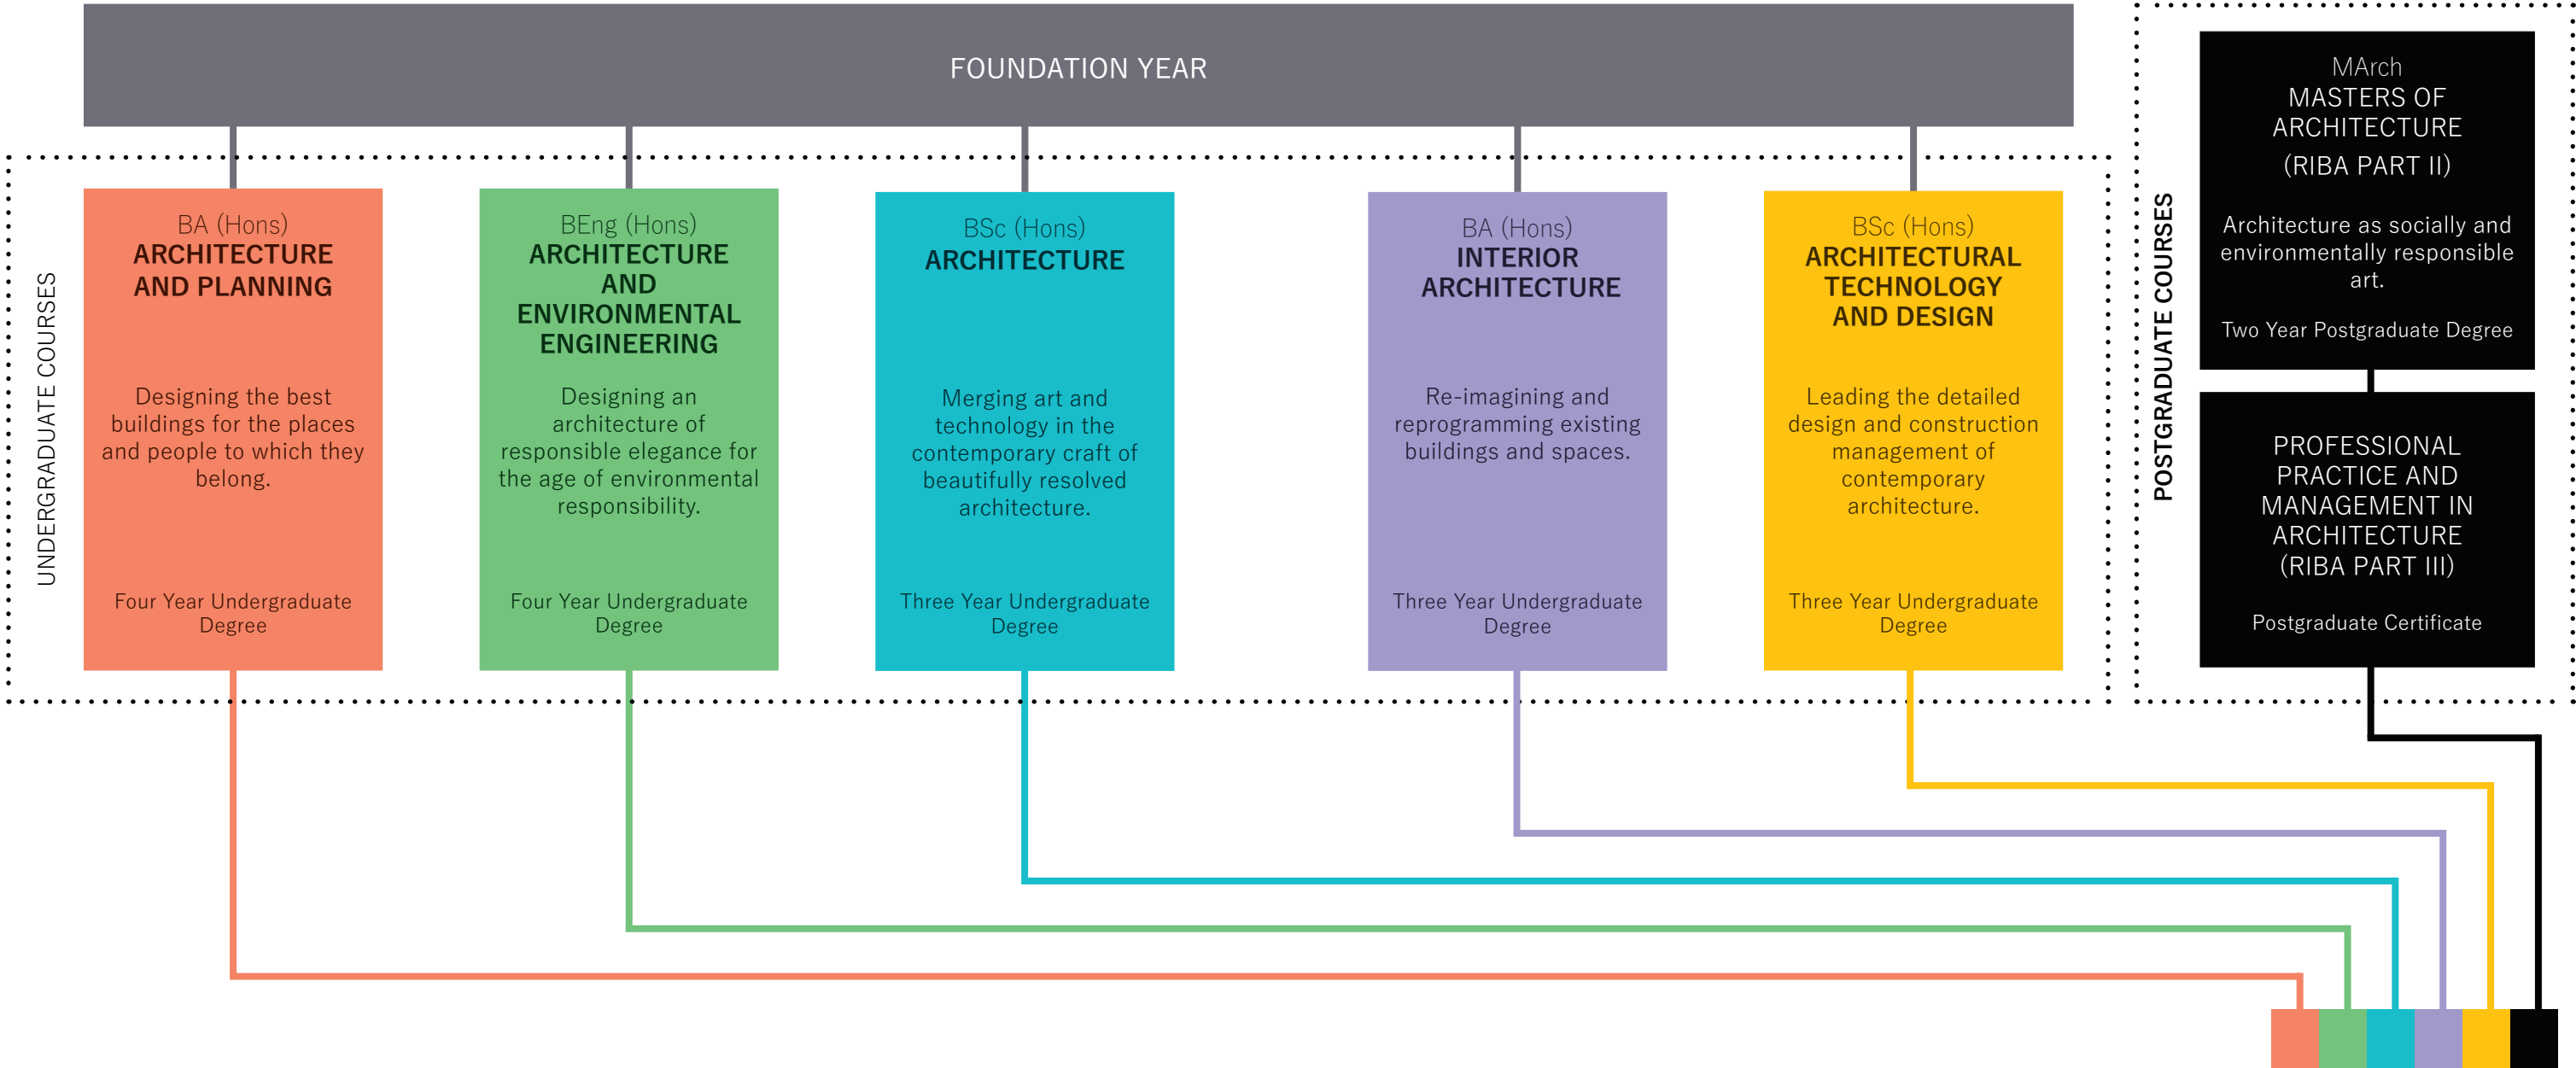 FOUNDATION YEAR
UNDERGRADUATE COURSES
BA (Hons)
ARCHITECTURE
AND PLANNING
Designing the best
buildings for the places
and people to which they
belong.
Four Year Undergraduate
Degree
BEng (Hons)
ARCHITECTURE
AND
ENVIRONMENTAL
ENGINEERING
Designing an
architecture of
responsible elegance for
the age of environmental
responsibility.
Four Year Undergraduate
Degree
BSc (Hons)
ARCHITECTURE
Merging art and
technology in the
contemporary craft of
beautifully resolved
architecture.
Three Year Undergraduate
Degree
BA (Hons)
INTERIOR
ARCHITECTURE
Re-imagining and
reprogramming existing
buildings and spaces.
Three Year Undergraduate
Degree
BSc (Hons)
ARCHITECTURAL
TECHNOLOGY
AND DESIGN
Leading the detailed
design and construction
management of
contemporary
architecture.
Three Year Undergraduate
Degree
POSTGRADUATE COURSES
MArch
MASTERS OF
ARCHITECTURE
(RIBA PART II)
Architecture as socially and
environmentally responsible
art.
Two Year Postgraduate Degree
PROFESSIONAL
PRACTICE AND
MANAGEMENT IN
ARCHITECTURE
(RIBA PART III)
Postgraduate Certificate